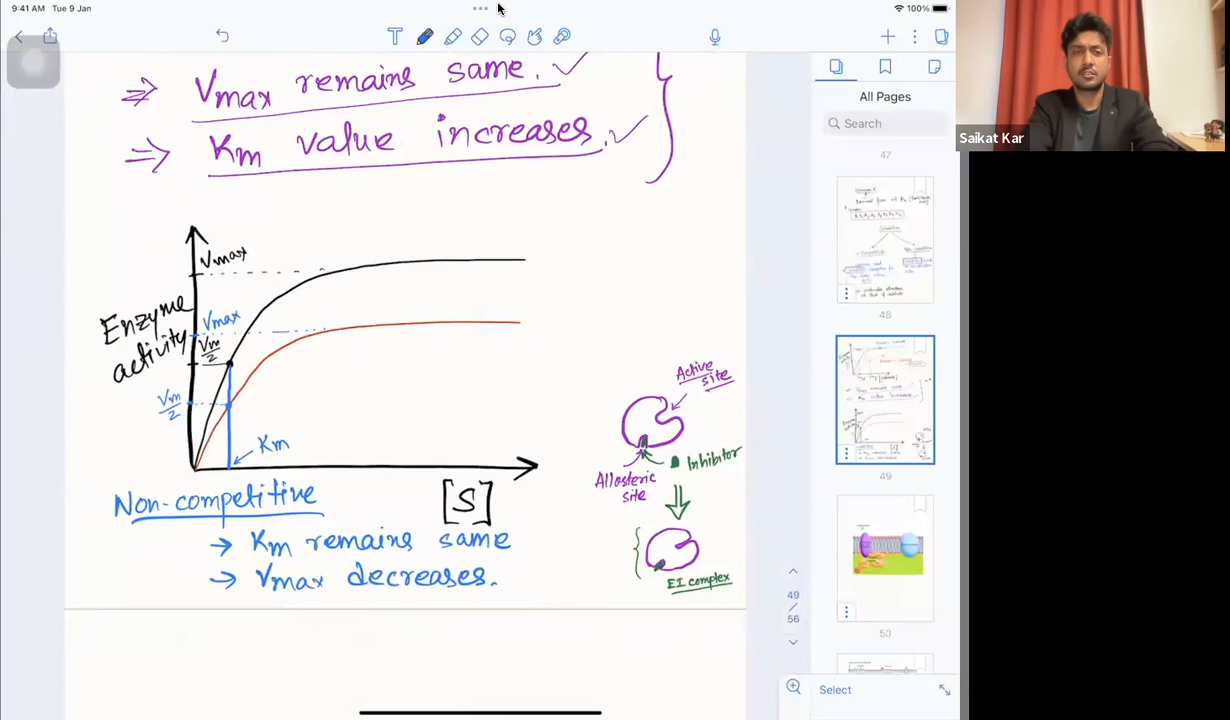 9:41 AM Tue 9 Jan
100%
⇒ Vmax remains same. ✓
⇒ Km value increases. ✓
Vmax
Enzyme
activity
Vmax
Vm/2
Vm/2
Km
[S]
Non-competitive
→ Km remains same
→ Vmax decreases.
Active
site
Inhibitor
Allosteric
site
EI complex
All Pages
Search
47
48
49
50
49
/
56
Select
Saikat Kar